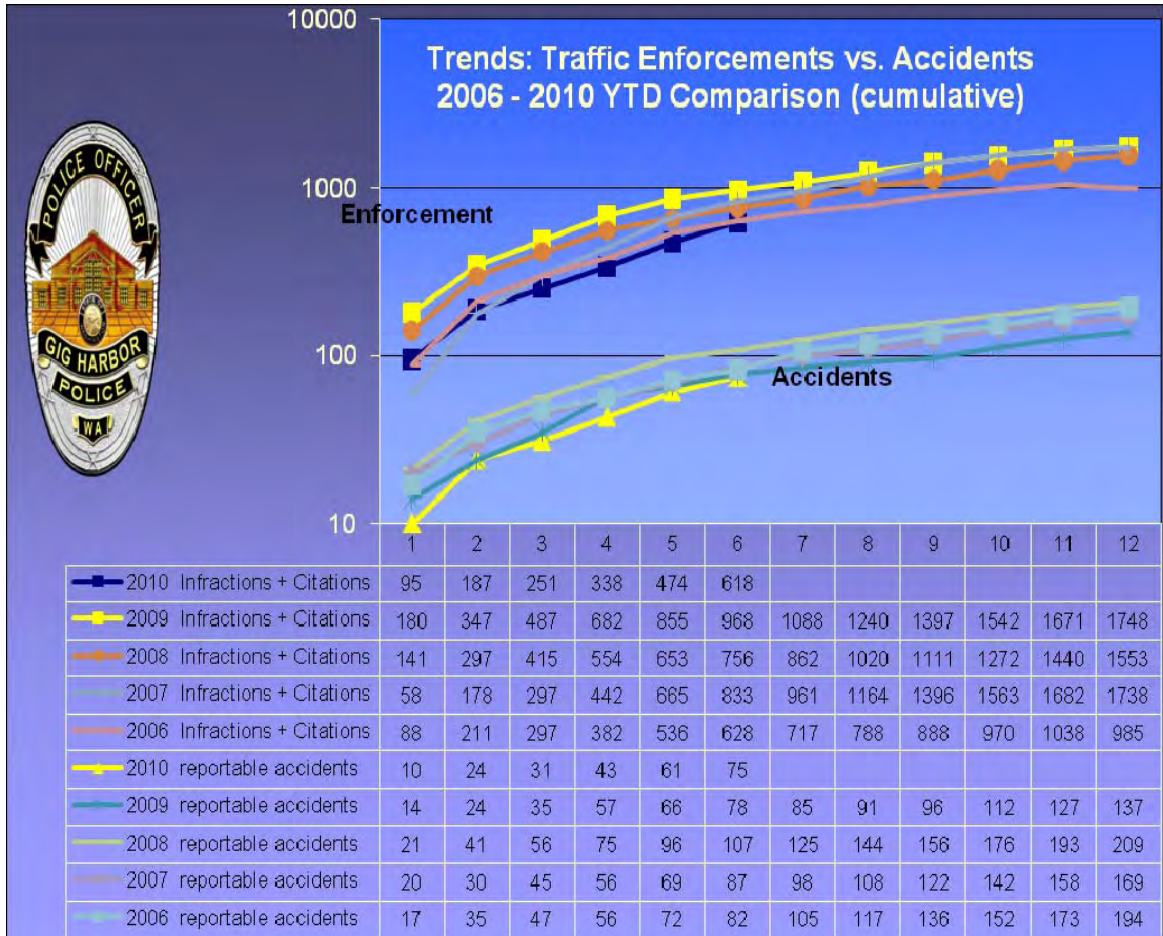 10000
Trends: Traffic Enforcements vs. Accidents
2006 - 2010 YTD Comparison (cumulative)
1000
Enforcement
100
Accidents
10
POLICE OFFICER
GIG HARBOR
POLICE
WA
1 2 3 4 5 6 7 8 9 10 11 12
2010 Infractions + Citations 95 187 251 338 474 618
2009 Infractions + Citations 180 347 487 682 855 968 1088 1240 1397 1542 1671 1748
2008 Infractions + Citations 141 297 415 554 653 756 862 1020 1111 1272 1440 1553
2007 Infractions + Citations 58 178 297 442 665 833 961 1164 1396 1563 1682 1738
2006 Infractions + Citations 88 211 297 382 536 628 717 788 888 970 1038 985
2010 reportable accidents 10 24 31 43 61 75
2009 reportable accidents 14 24 35 57 66 78 85 91 96 112 127 137
2008 reportable accidents 21 41 56 75 96 107 125 144 156 176 193 209
2007 reportable accidents 20 30 45 56 69 87 98 108 122 142 158 169
2006 reportable accidents 17 35 47 56 72 82 105 117 136 152 173 194